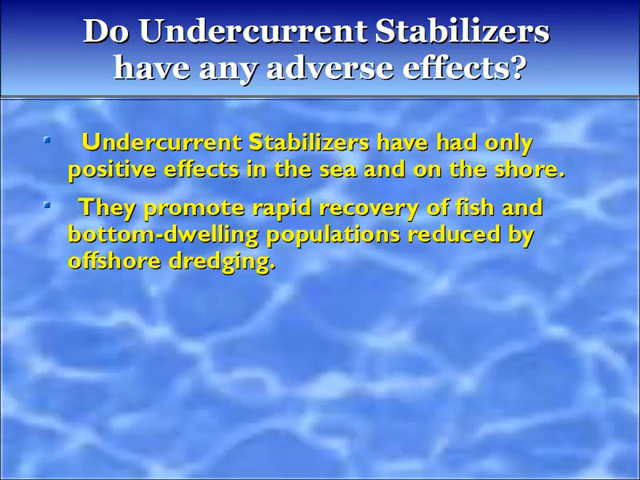 Do Undercurrent Stabilizers
have any adverse effects?
Undercurrent Stabilizers have had only
positive effects in the sea and on the shore.
They promote rapid recovery of fish and
bottom-dwelling populations reduced by
offshore dredging.